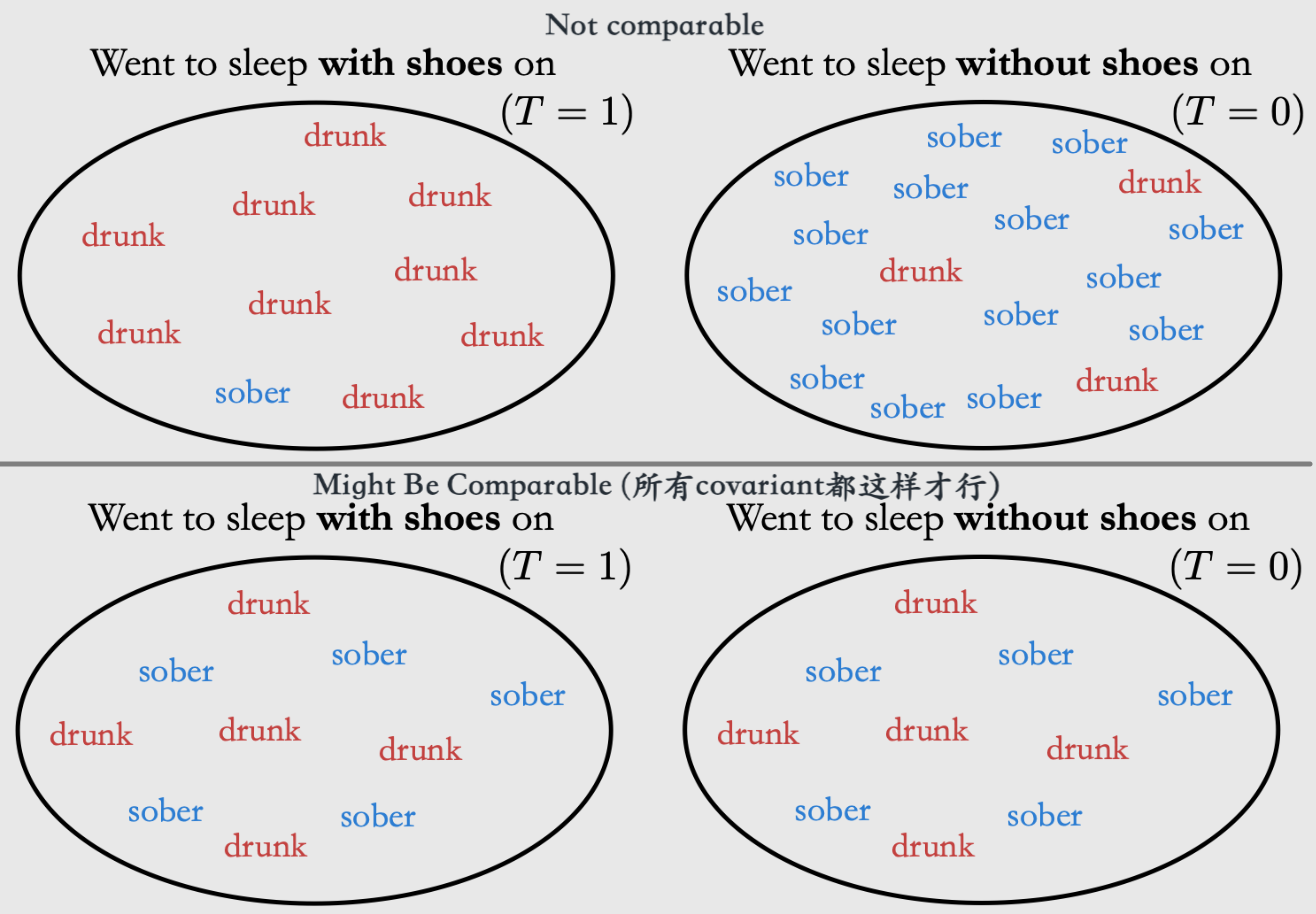 Not comparable
Went to sleep with shoes on
(T = 1)
drunk
drunk
drunk
drunk
drunk
drunk
drunk
drunk
sober
drunk
Went to sleep without shoes on
(T = 0)
sober
sober
sober
sober
drunk
sober
sober
sober
drunk
sober
sober
sober
sober
sober
sober
drunk
sober
sober
Might Be Comparable (所有covariant都这样才行)
Went to sleep with shoes on
(T = 1)
drunk
sober
sober
sober
drunk
drunk
drunk
sober
sober
drunk
Went to sleep without shoes on
(T = 0)
drunk
sober
sober
sober
drunk
drunk
drunk
sober
sober
drunk